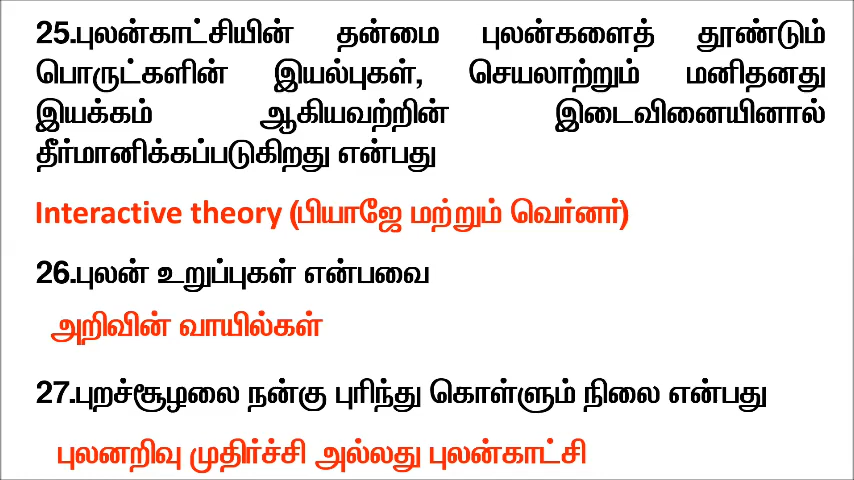 25.புலன்காட்சியின் தன்மை புலன்களைத் தூண்டும்
பொருட்களின் இயல்புகள், செயலாற்றும் மனிதனது
இயக்கம் ஆகியவற்றின் இடைவினையினால்
தீர்மானிக்கப்படுகிறது என்பது
Interactive theory (பியாஜே மற்றும் வெர்னர்)
26.புலன் உறுப்புகள் என்பவை
அறிவின் வாயில்கள்
27.புறச்சூழலை நன்கு புரிந்து கொள்ளும் நிலை என்பது
புலனறிவு முதிர்ச்சி அல்லது புலன்காட்சி